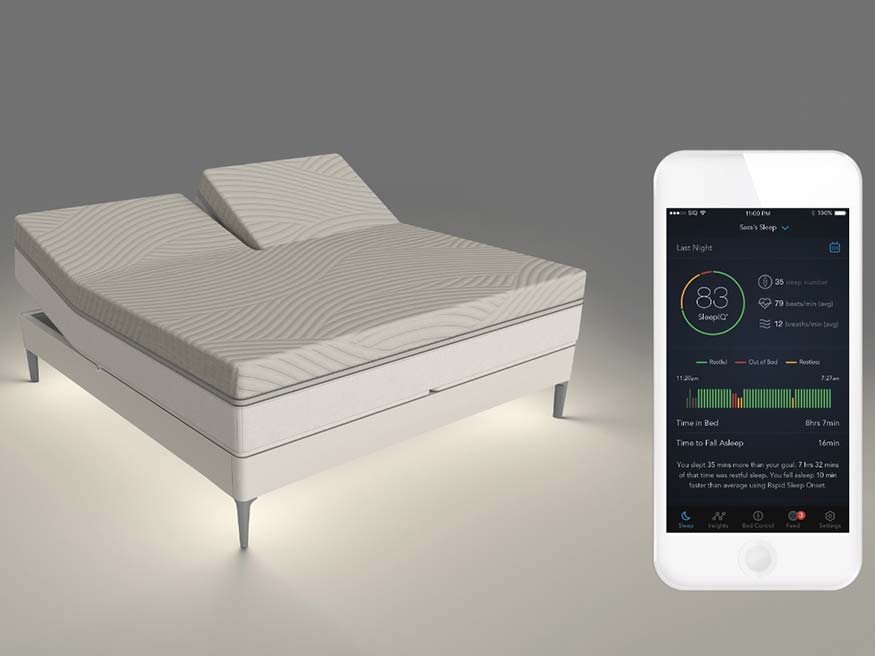 SIQ 11:00 PM 100%
Sara's Sleep
Last Night
83
SleepIQ®
35 sleep number
79 beats/min (avg)
12 breaths/min (avg)
Restful Out of Bed Restless
11:20pm 7:27am
Time in Bed 8hrs 7min
Time to Fall Asleep 16min
You slept 35 mins more than your goal. 7 hrs 32 mins
of that time was restful sleep. You fell asleep 10 min
faster than average using Rapid Sleep Onset.
3
Sleep Insights Bed Control Feed Settings